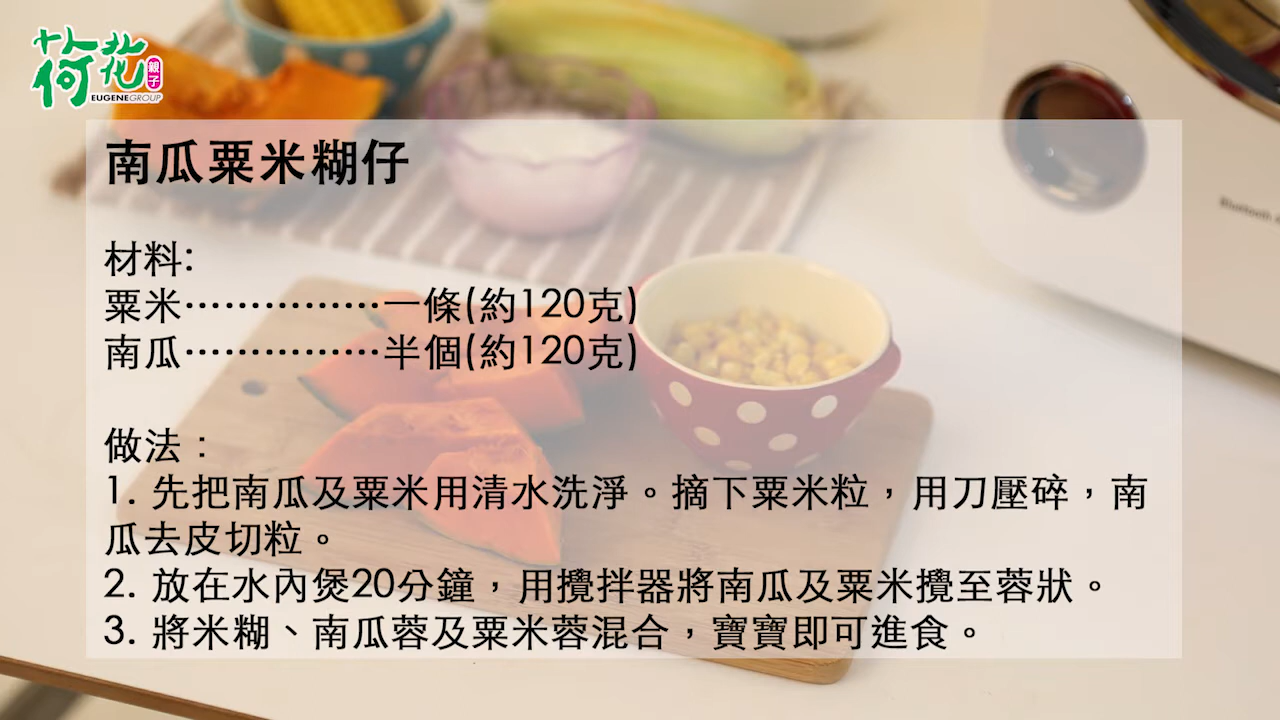 荷花
親子
EUGENEGROUP
南瓜粟米糊仔
材料:
粟米……………一條(約120克)
南瓜……………半個(約120克)
做法：
1. 先把南瓜及粟米用清水洗淨。摘下粟米粒，用刀壓碎，南
瓜去皮切粒。
2. 放在水內煲20分鐘，用攪拌器將南瓜及粟米攪至蓉狀。
3. 將米糊、南瓜蓉及粟米蓉混合，寶寶即可進食。
Bluetooth